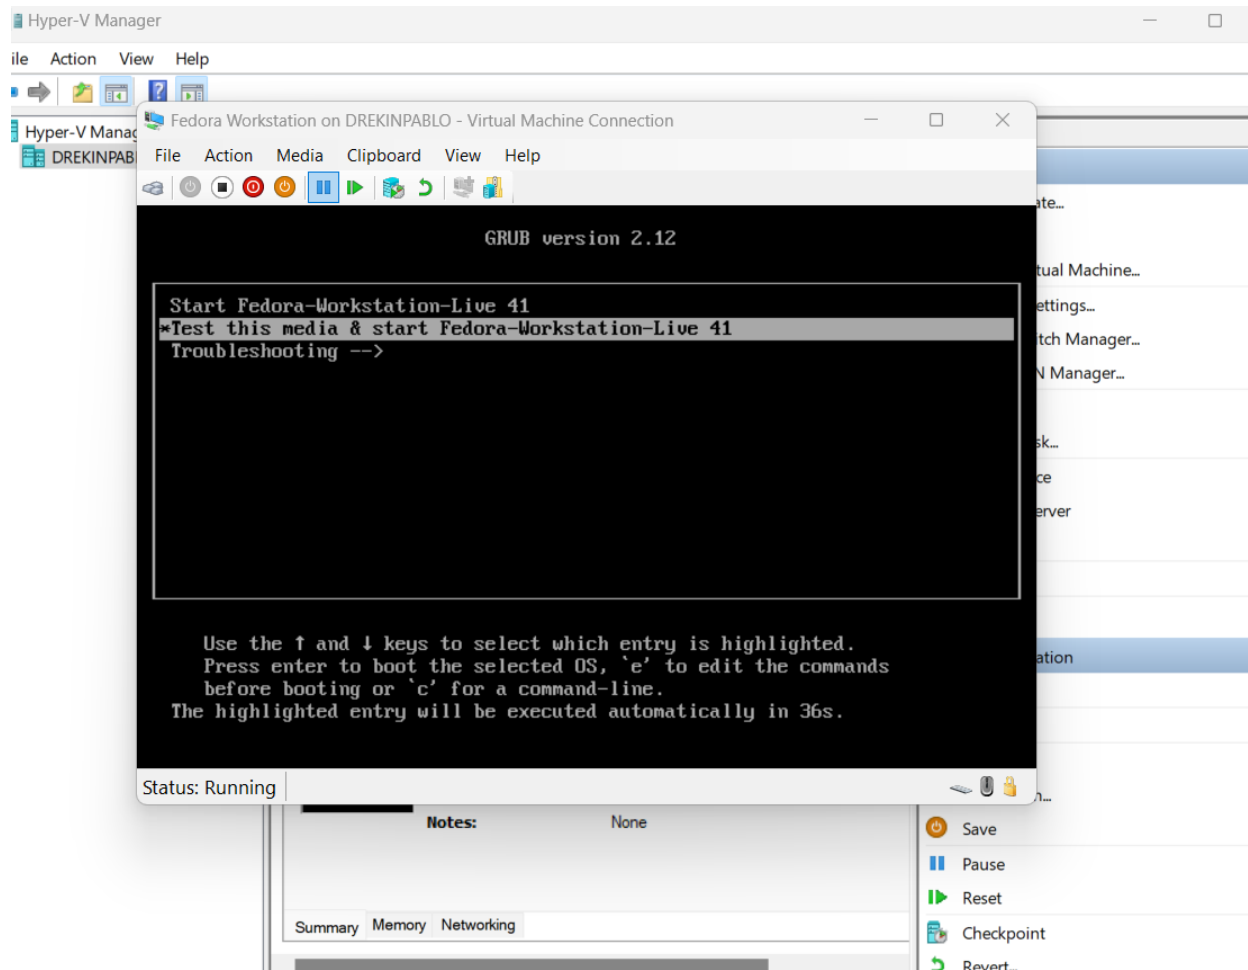 Hyper-V Manager
ile Action View Help
Hyper-V Manag
DREKINPAB
Fedora Workstation on DREKINPABLO - Virtual Machine Connection
File Action Media Clipboard View Help
GRUB version 2.12
Start Fedora-Workstation-Live 41
*Test this media & start Fedora-Workstation-Live 41
Troubleshooting -->
Use the ↑ and ↓ keys to select which entry is highlighted.
Press enter to boot the selected OS, `e' to edit the commands
before booting or `c' for a command-line.
The highlighted entry will be executed automatically in 36s.
Status: Running
ate...
tual Machine...
ettings...
itch Manager...
N Manager...
sk...
ce
erver
ation
n...
Save
Pause
Reset
Checkpoint
Revert...
Notes: None
Summary Memory Networking